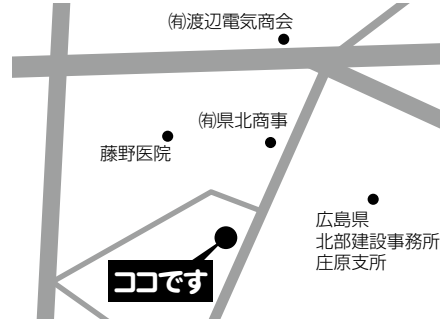 ㈲渡辺電気商会
㈲県北商事
藤野医院
広島県
北部建設事務所
庄原支所
ココです